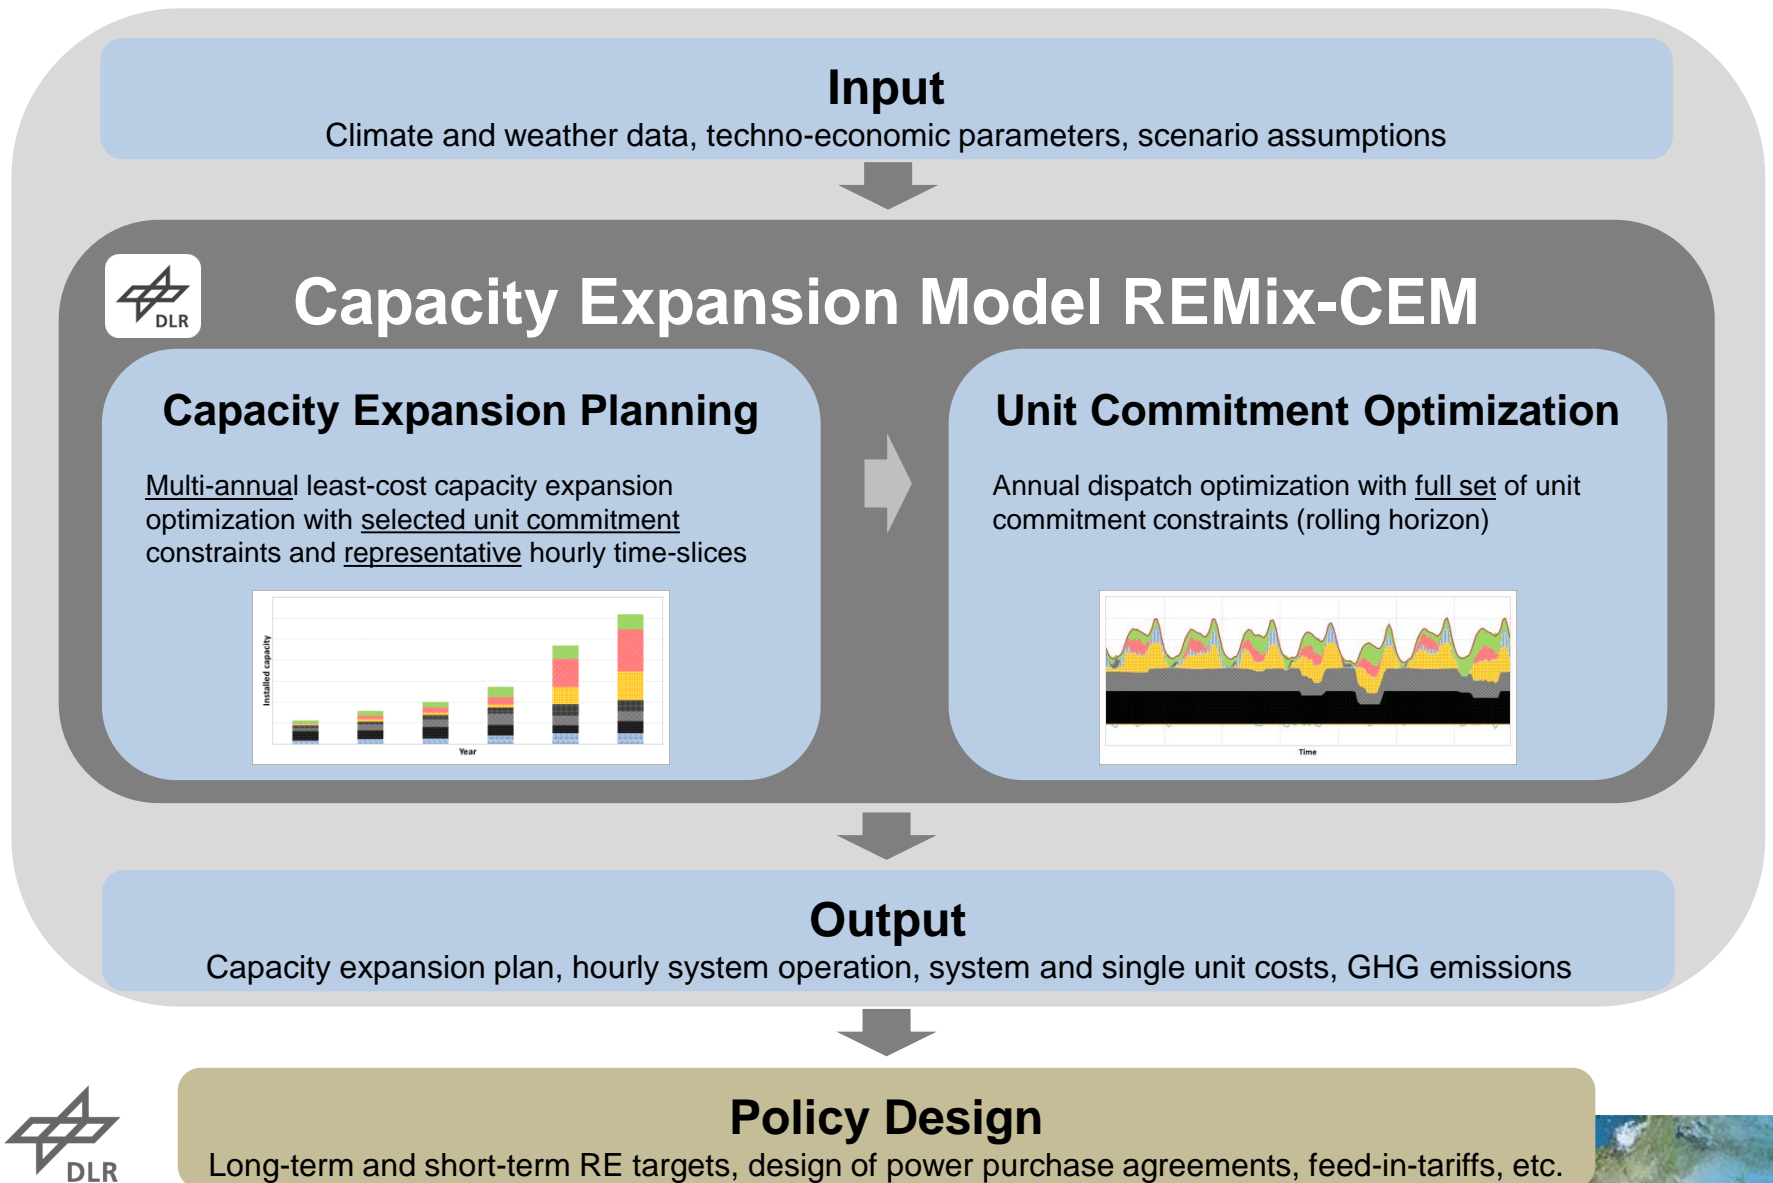 Input
Climate and weather data, techno-economic parameters, scenario assumptions
DLR
Capacity Expansion Model REMix-CEM
Capacity Expansion Planning
Multi-annual least-cost capacity expansion
optimization with selected unit commitment
constraints and representative hourly time-slices
Installed capacity
Year
Unit Commitment Optimization
Annual dispatch optimization with full set of unit
commitment constraints (rolling horizon)
Time
Output
Capacity expansion plan, hourly system operation, system and single unit costs, GHG emissions
Policy Design
Long-term and short-term RE targets, design of power purchase agreements, feed-in-tariffs, etc.
DLR